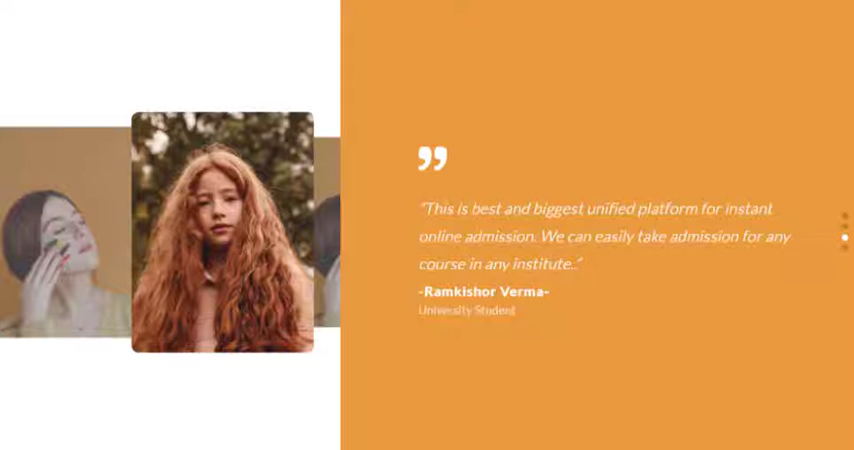 ”
“This is best and biggest unified platform for instant
online admission. We can easily take admission for any
course in any institute..”
-Ramkishor Verma-
University Student